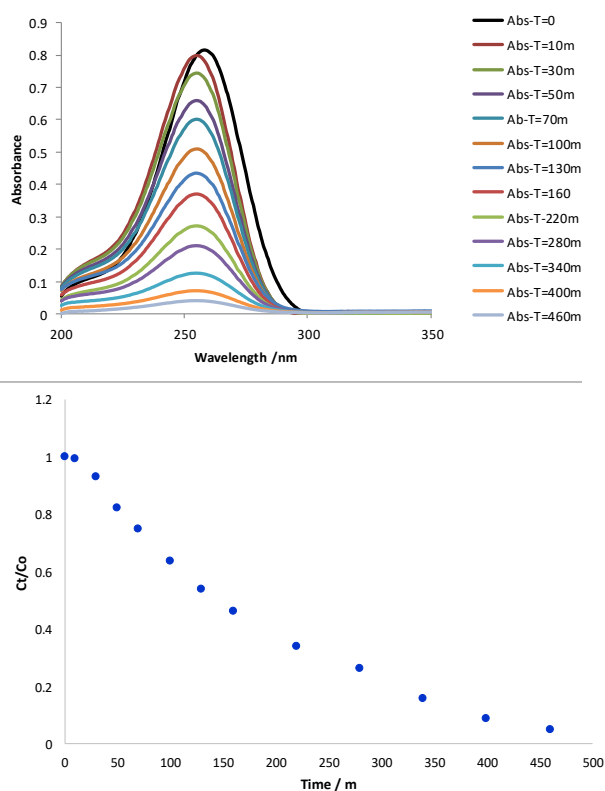 0.9
0.8
0.7
0.6
0.5
0.4
0.3
0.2
0.1
0
Absorbance
200
250
300
350
Wavelength /nm
Abs-T=0
Abs-T=10m
Abs-T=30m
Abs-T=50m
Ab-T=70m
Abs-T=100m
Abs-T=130m
Abs-T=160
Abs-T-220m
Abs-T=280m
Abs-T=340m
Abs-T=400m
Abs-T=460m
1.2
1
0.8
0.6
0.4
0.2
0
Ct/Co
0
50
100
150
200
250
300
350
400
450
500
Time / m